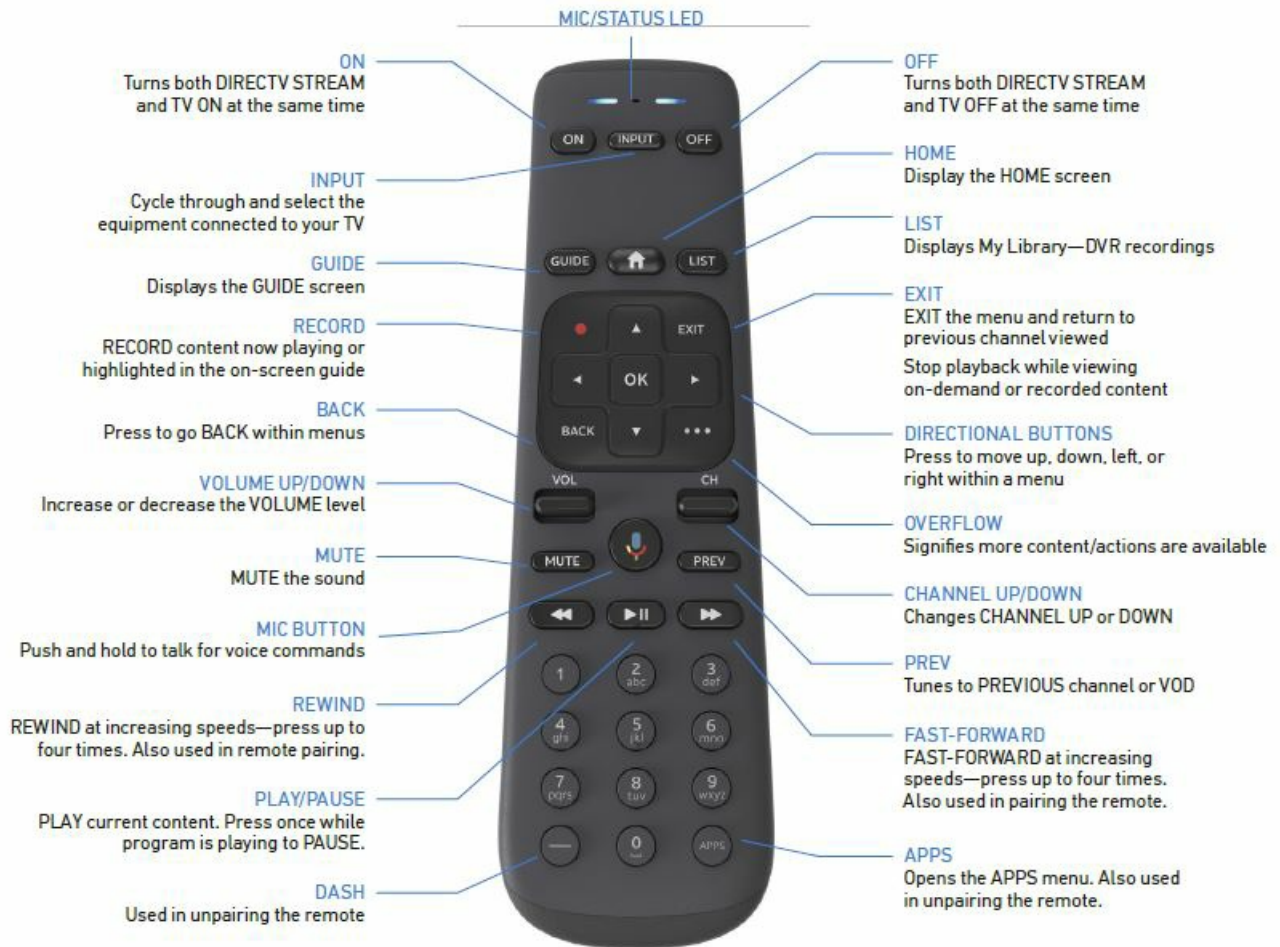 MIC/STATUS LED
ON
Turns both DIRECTV STREAM
and TV ON at the same time
INPUT
Cycle through and select the
equipment connected to your TV
GUIDE
Displays the GUIDE screen
RECORD
RECORD content now playing or
highlighted in the on-screen guide
BACK
Press to go BACK within menus
VOLUME UP/DOWN
Increase or decrease the VOLUME level
MUTE
MUTE the sound
MIC BUTTON
Push and hold to talk for voice commands
REWIND
REWIND at increasing speeds—press up to
four times. Also used in remote pairing.
PLAY/PAUSE
PLAY current content. Press once while
program is playing to PAUSE.
DASH
Used in unpairing the remote
ON INPUT OFF
GUIDE LIST
EXIT
OK
BACK
VOL CH
MUTE PREV
1 2 3
abc def
4 5 6
ghi jkl mno
7 8 9
pqrs tuv wxyz
0 APPS
OFF
Turns both DIRECTV STREAM
and TV OFF at the same time
HOME
Display the HOME screen
LIST
Displays My Library—DVR recordings
EXIT
EXIT the menu and return to
previous channel viewed
Stop playback while viewing
on-demand or recorded content
DIRECTIONAL BUTTONS
Press to move up, down, left, or
right within a menu
OVERFLOW
Signifies more content/actions are available
CHANNEL UP/DOWN
Changes CHANNEL UP or DOWN
PREV
Tunes to PREVIOUS channel or VOD
FAST-FORWARD
FAST-FORWARD at increasing
speeds—press up to four times.
Also used in pairing the remote.
APPS
Opens the APPS menu. Also used
in unpairing the remote.